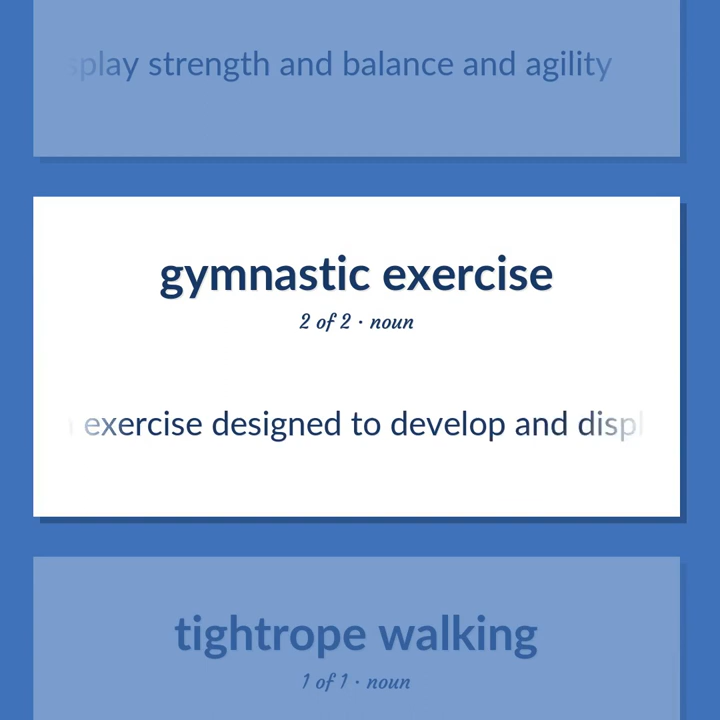 splay strength and balance and agility
gymnastic exercise
2 of 2 · noun
exercise designed to develop and displ
tightrope walking
1 of 1 · noun